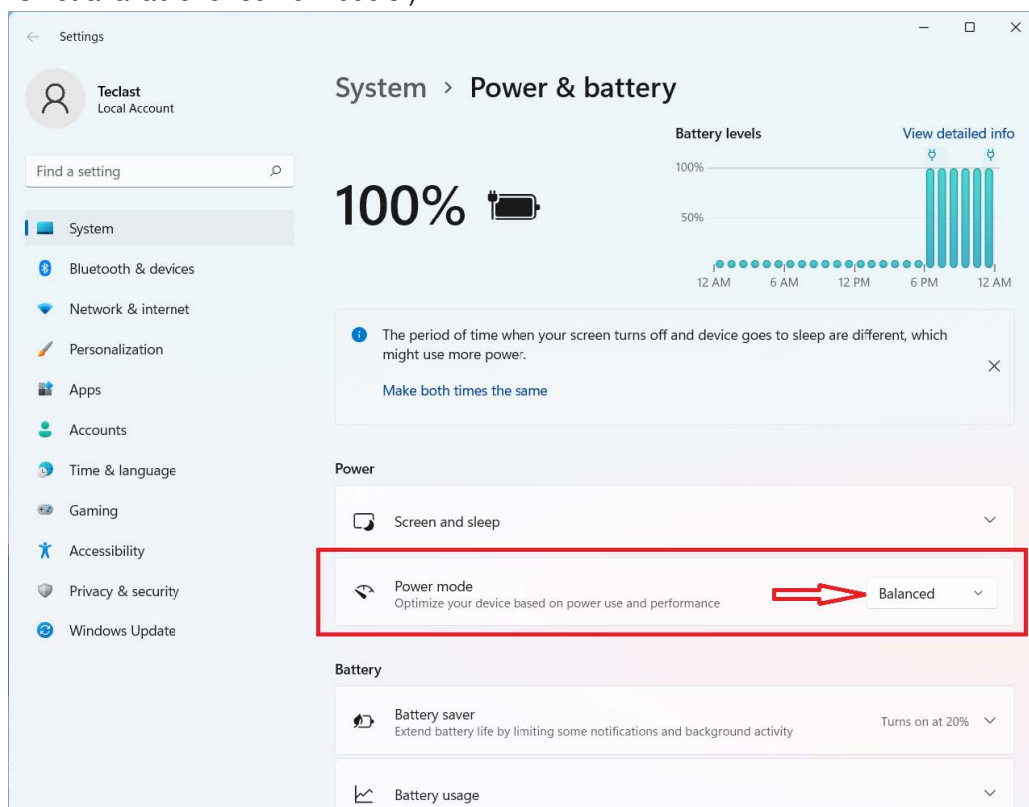 Settings
Teclast
Local Account
Find a setting
System
Bluetooth & devices
Network & internet
Personalization
Apps
Accounts
Time & language
Gaming
Accessibility
Privacy & security
Windows Update
System > Power & battery
Battery levels
View detailed info
100%
100%
50%
12 AM 6 AM 12 PM 6 PM 12 AM
The period of time when your screen turns off and device goes to sleep are different, which
might use more power.
Make both times the same
Power
Screen and sleep
Power mode
Optimize your device based on power use and performance
Balanced
Battery
Battery saver
Extend battery life by limiting some notifications and background activity
Turns on at 20%
Battery usage